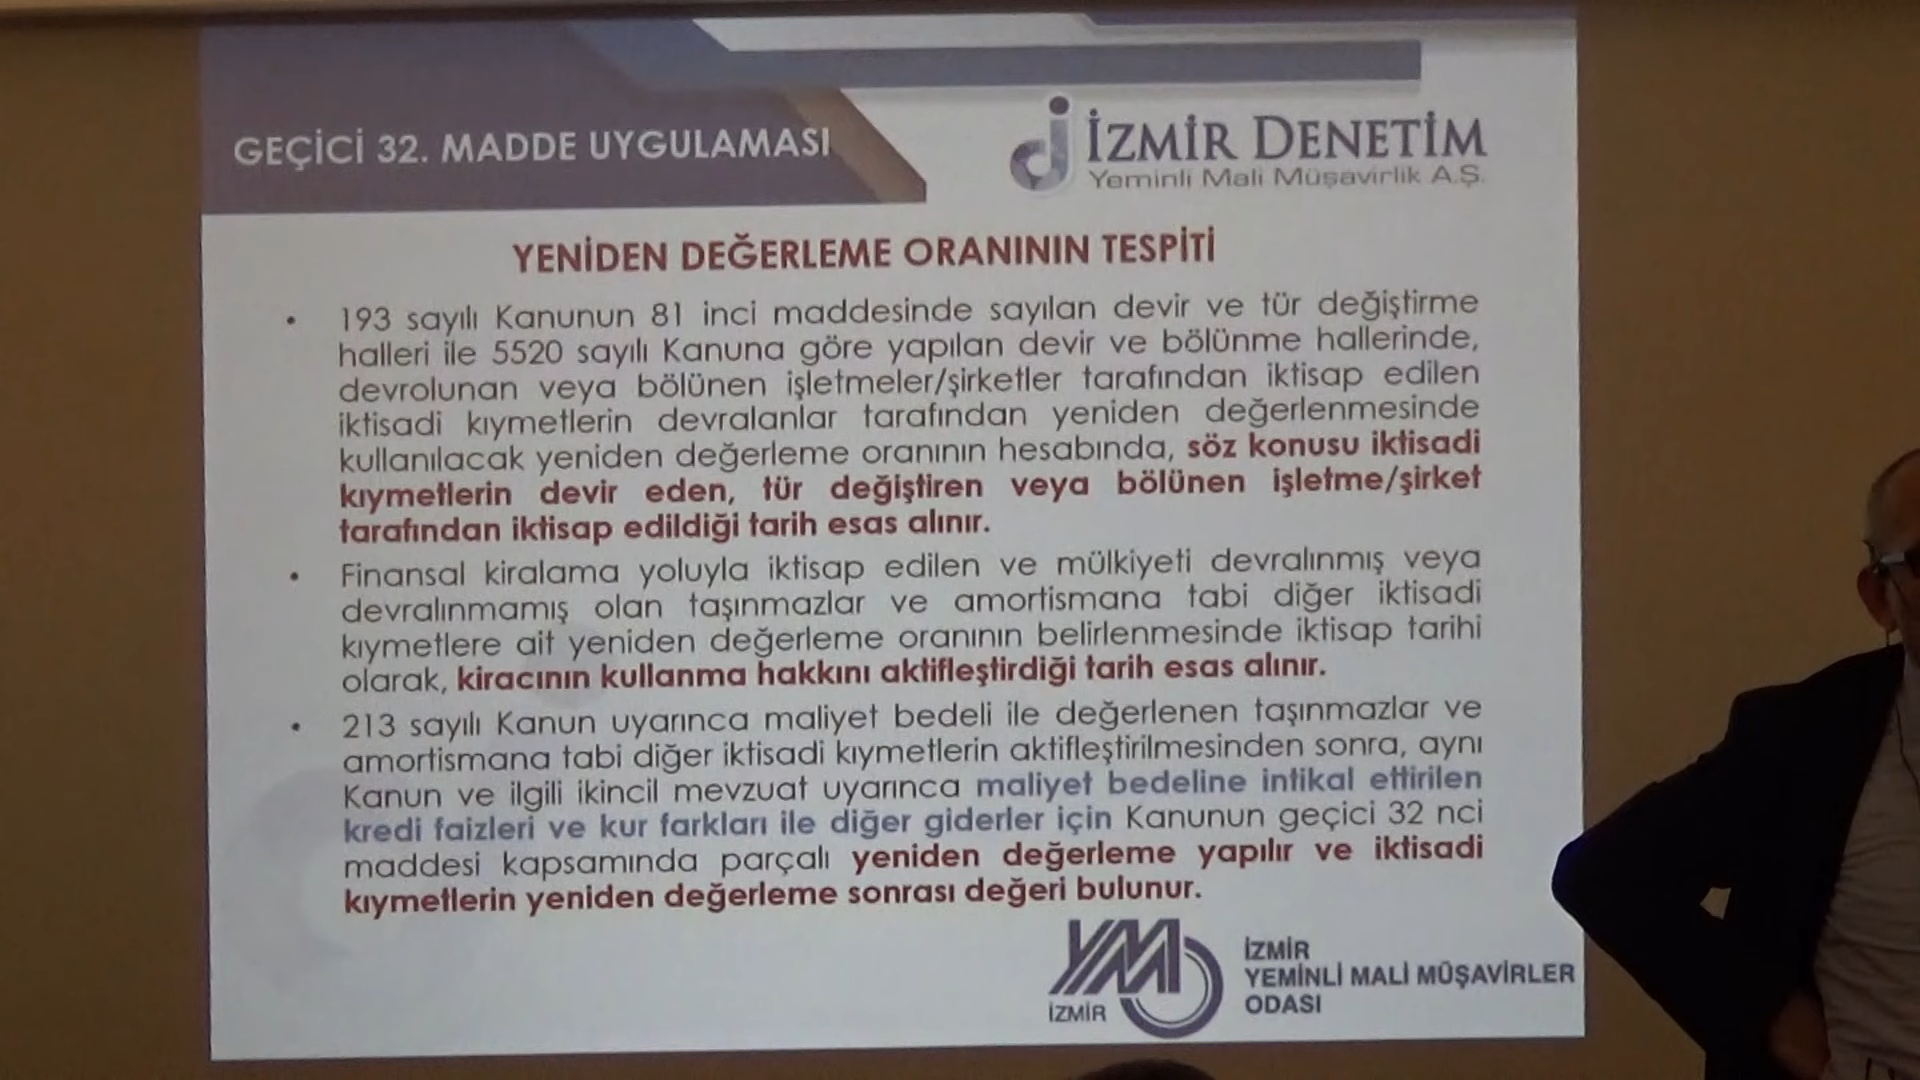 GEÇİCİ 32. MADDE UYGULAMASI
İZMİR DENETİM
Yeminli Mali Müşavirlik A.Ş.
YENİDEN DEĞERLEME ORANININ TESPİTİ
• 193 sayılı Kanunun 81 inci maddesinde sayılan devir ve tür değiştirme
halleri ile 5520 sayılı Kanuna göre yapılan devir ve bölünme hallerinde,
devrolunan veya bölünen işletmeler/şirketler tarafından iktisap edilen
iktisadi kıymetlerin devralanlar tarafından yeniden değerlenmesinde
kullanılacak yeniden değerleme oranının hesabında, söz konusu iktisadi
kıymetlerin devir eden, tür değiştiren veya bölünen işletme/şirket
tarafından iktisap edildiği tarih esas alınır.
• Finansal kiralama yoluyla iktisap edilen ve mülkiyeti devralınmış veya
devralınmamış olan taşınmazlar ve amortismana tabi diğer iktisadi
kıymetlere ait yeniden değerleme oranının belirlenmesinde iktisap tarihi
olarak, kiracının kullanma hakkını aktifleştirdiği tarih esas alınır.
• 213 sayılı Kanun uyarınca maliyet bedeli ile değerlenen taşınmazlar ve
amortismana tabi diğer iktisadi kıymetlerin aktifleştirilmesinden sonra, aynı
Kanun ve ilgili ikincil mevzuat uyarınca maliyet bedeline intikal ettirilen
kredi faizleri ve kur farkları ile diğer giderler için Kanunun geçici 32 nci
maddesi kapsamında parçalı yeniden değerleme yapılır ve iktisadi
kıymetlerin yeniden değerleme sonrası değeri bulunur.
YMM
İZMİR
İZMİR
YEMİNLİ MALİ MÜŞAVİRLER
ODASI